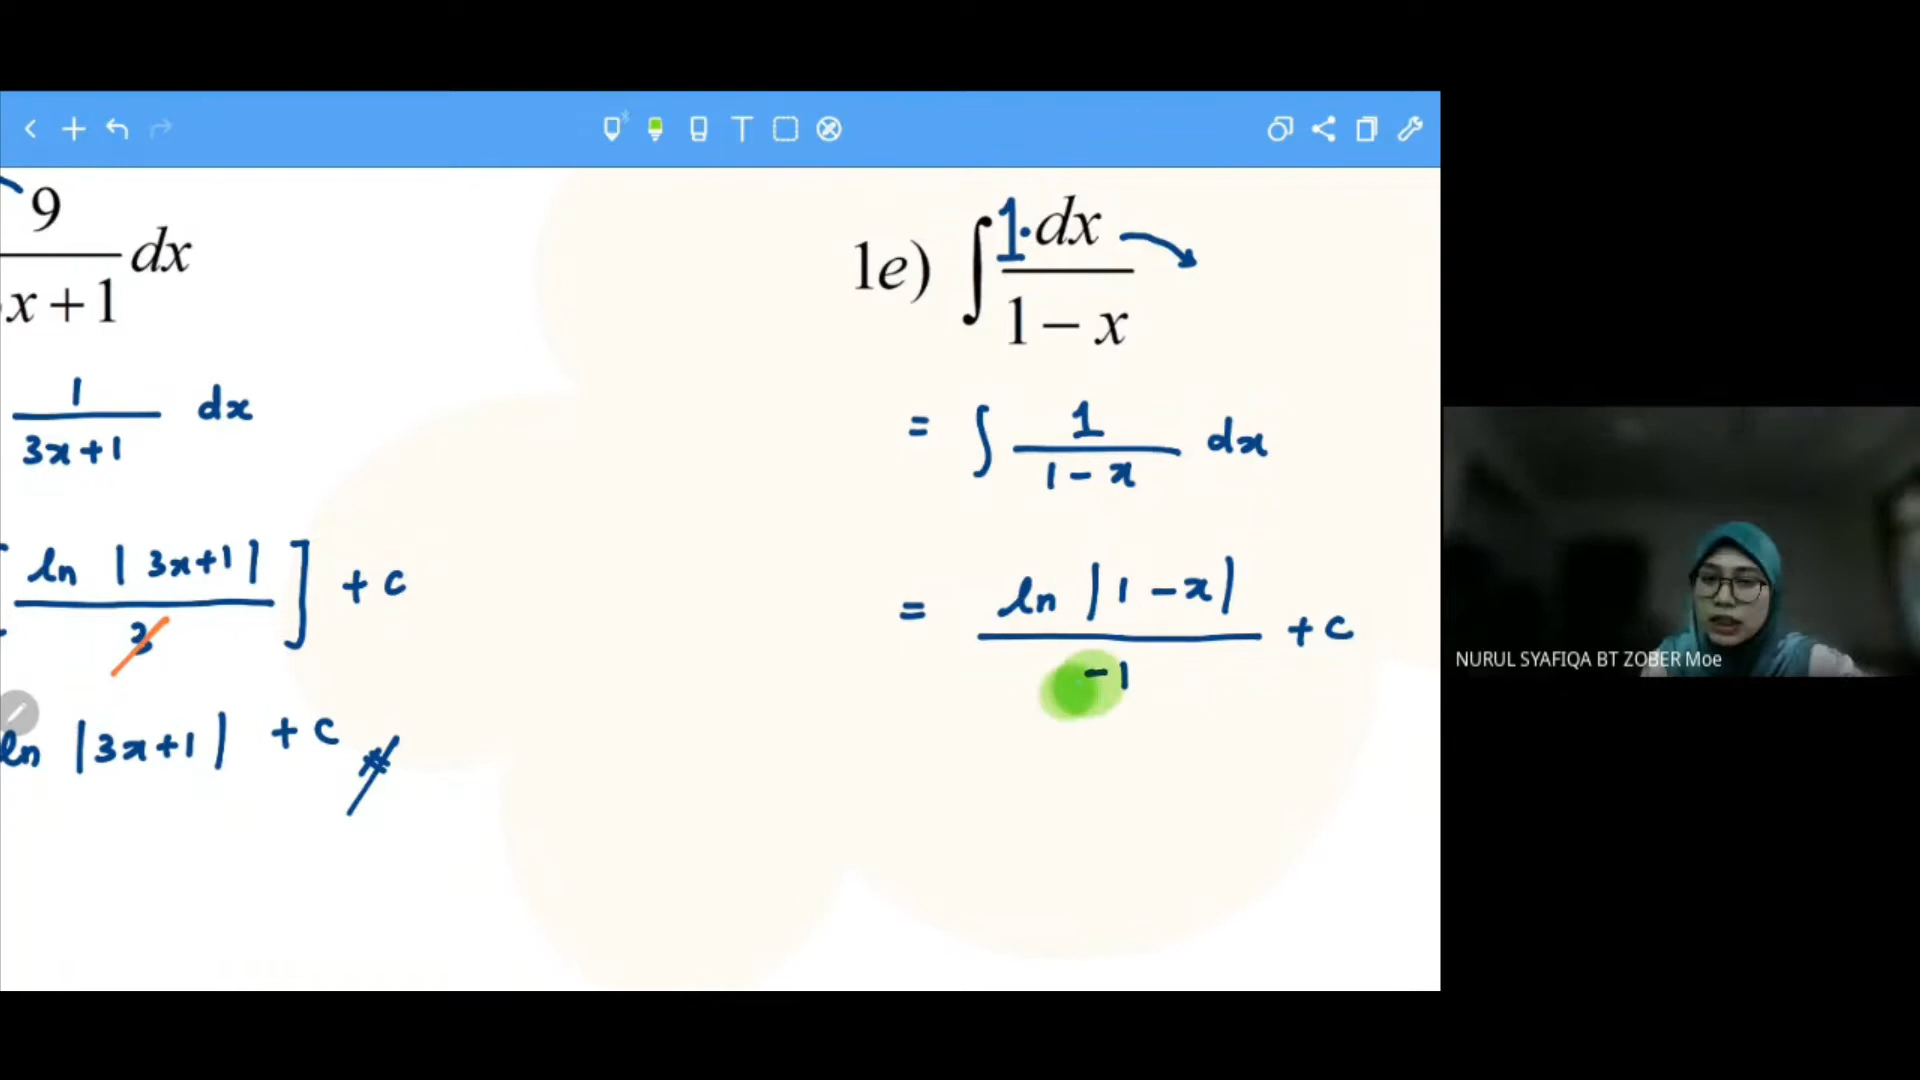 9
x + 1 dx
1
3x+1 dx
ln |3x+1| ] + c
3
ln |3x+1| + c
1e) ∫ 1. dx
1 − x
= ∫ 1 dx
1 − x
= ln |1 − x| + c
−1
NURUL SYAFIQA BT ZOBER Moe